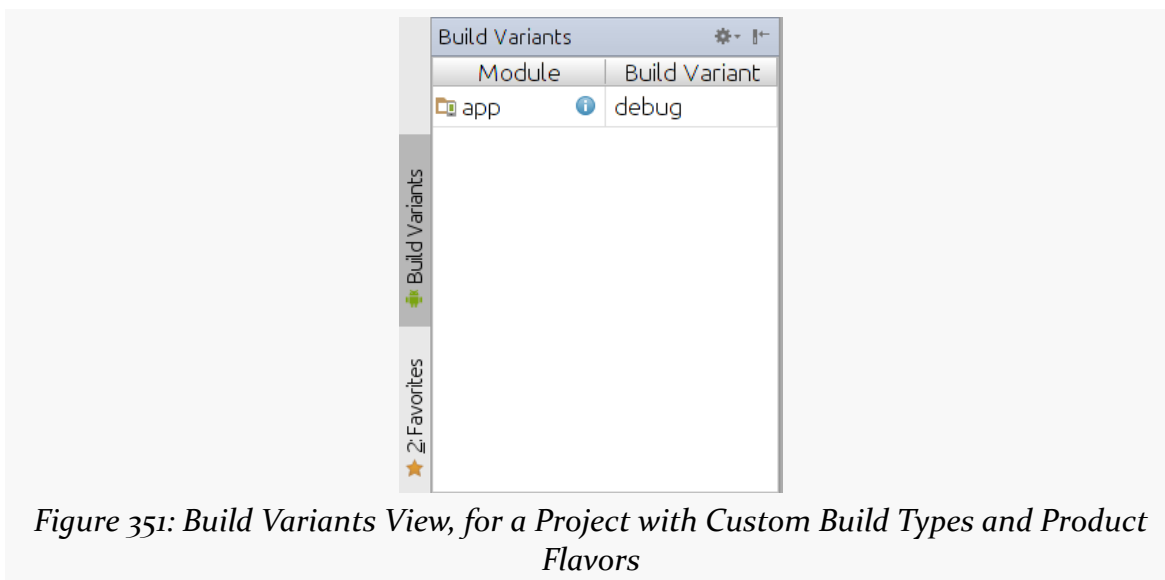 Build Variants
Module Build Variant
app debug
Build Variants
2: Favorites
Figure 351: Build Variants View, for a Project with Custom Build Types and Product
Flavors